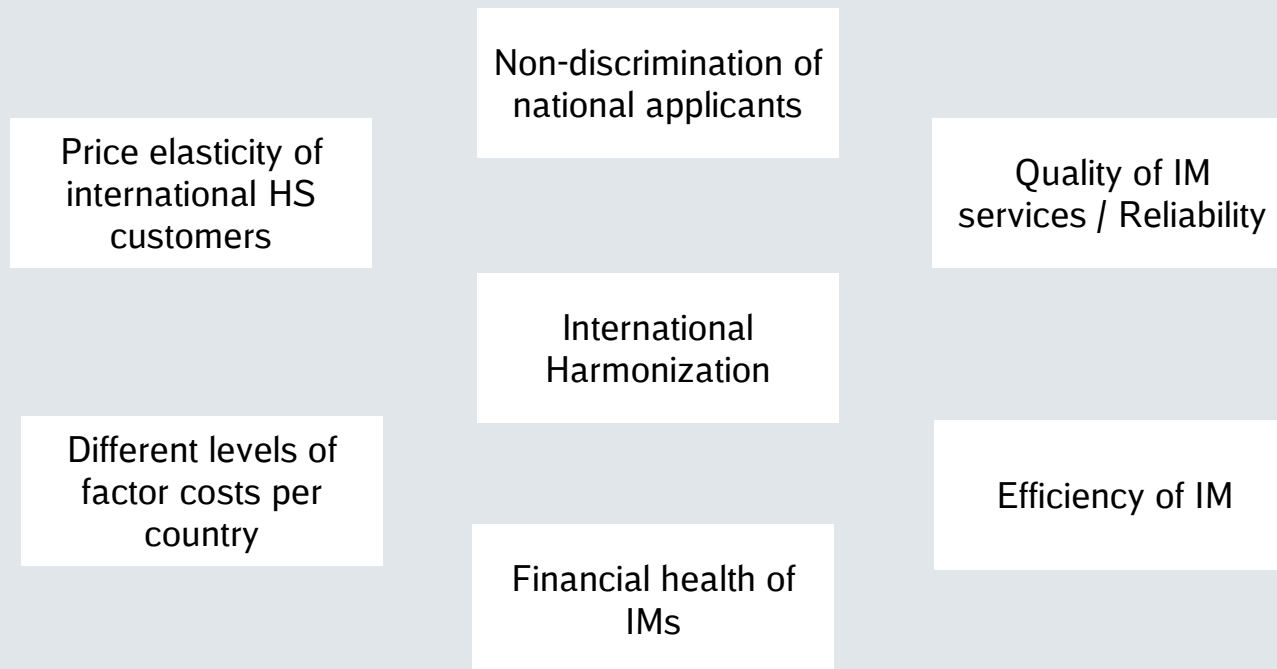 Non-discrimination of
national applicants
Price elasticity of
international HS
customers
Quality of IM
services / Reliability
International
Harmonization
Different levels of
factor costs per
country
Efficiency of IM
Financial health of
IMs